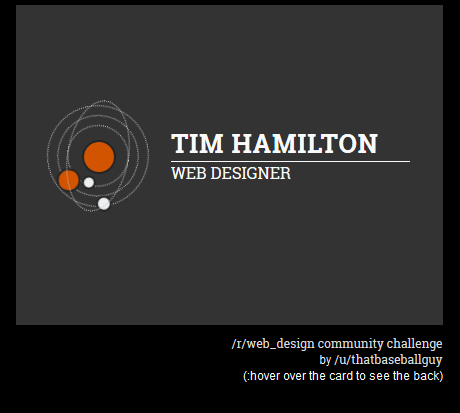 TIM HAMILTON
WEB DESIGNER
/r/web_design community challenge
by /u/thatbaseballguy
(:hover over the card to see the back)